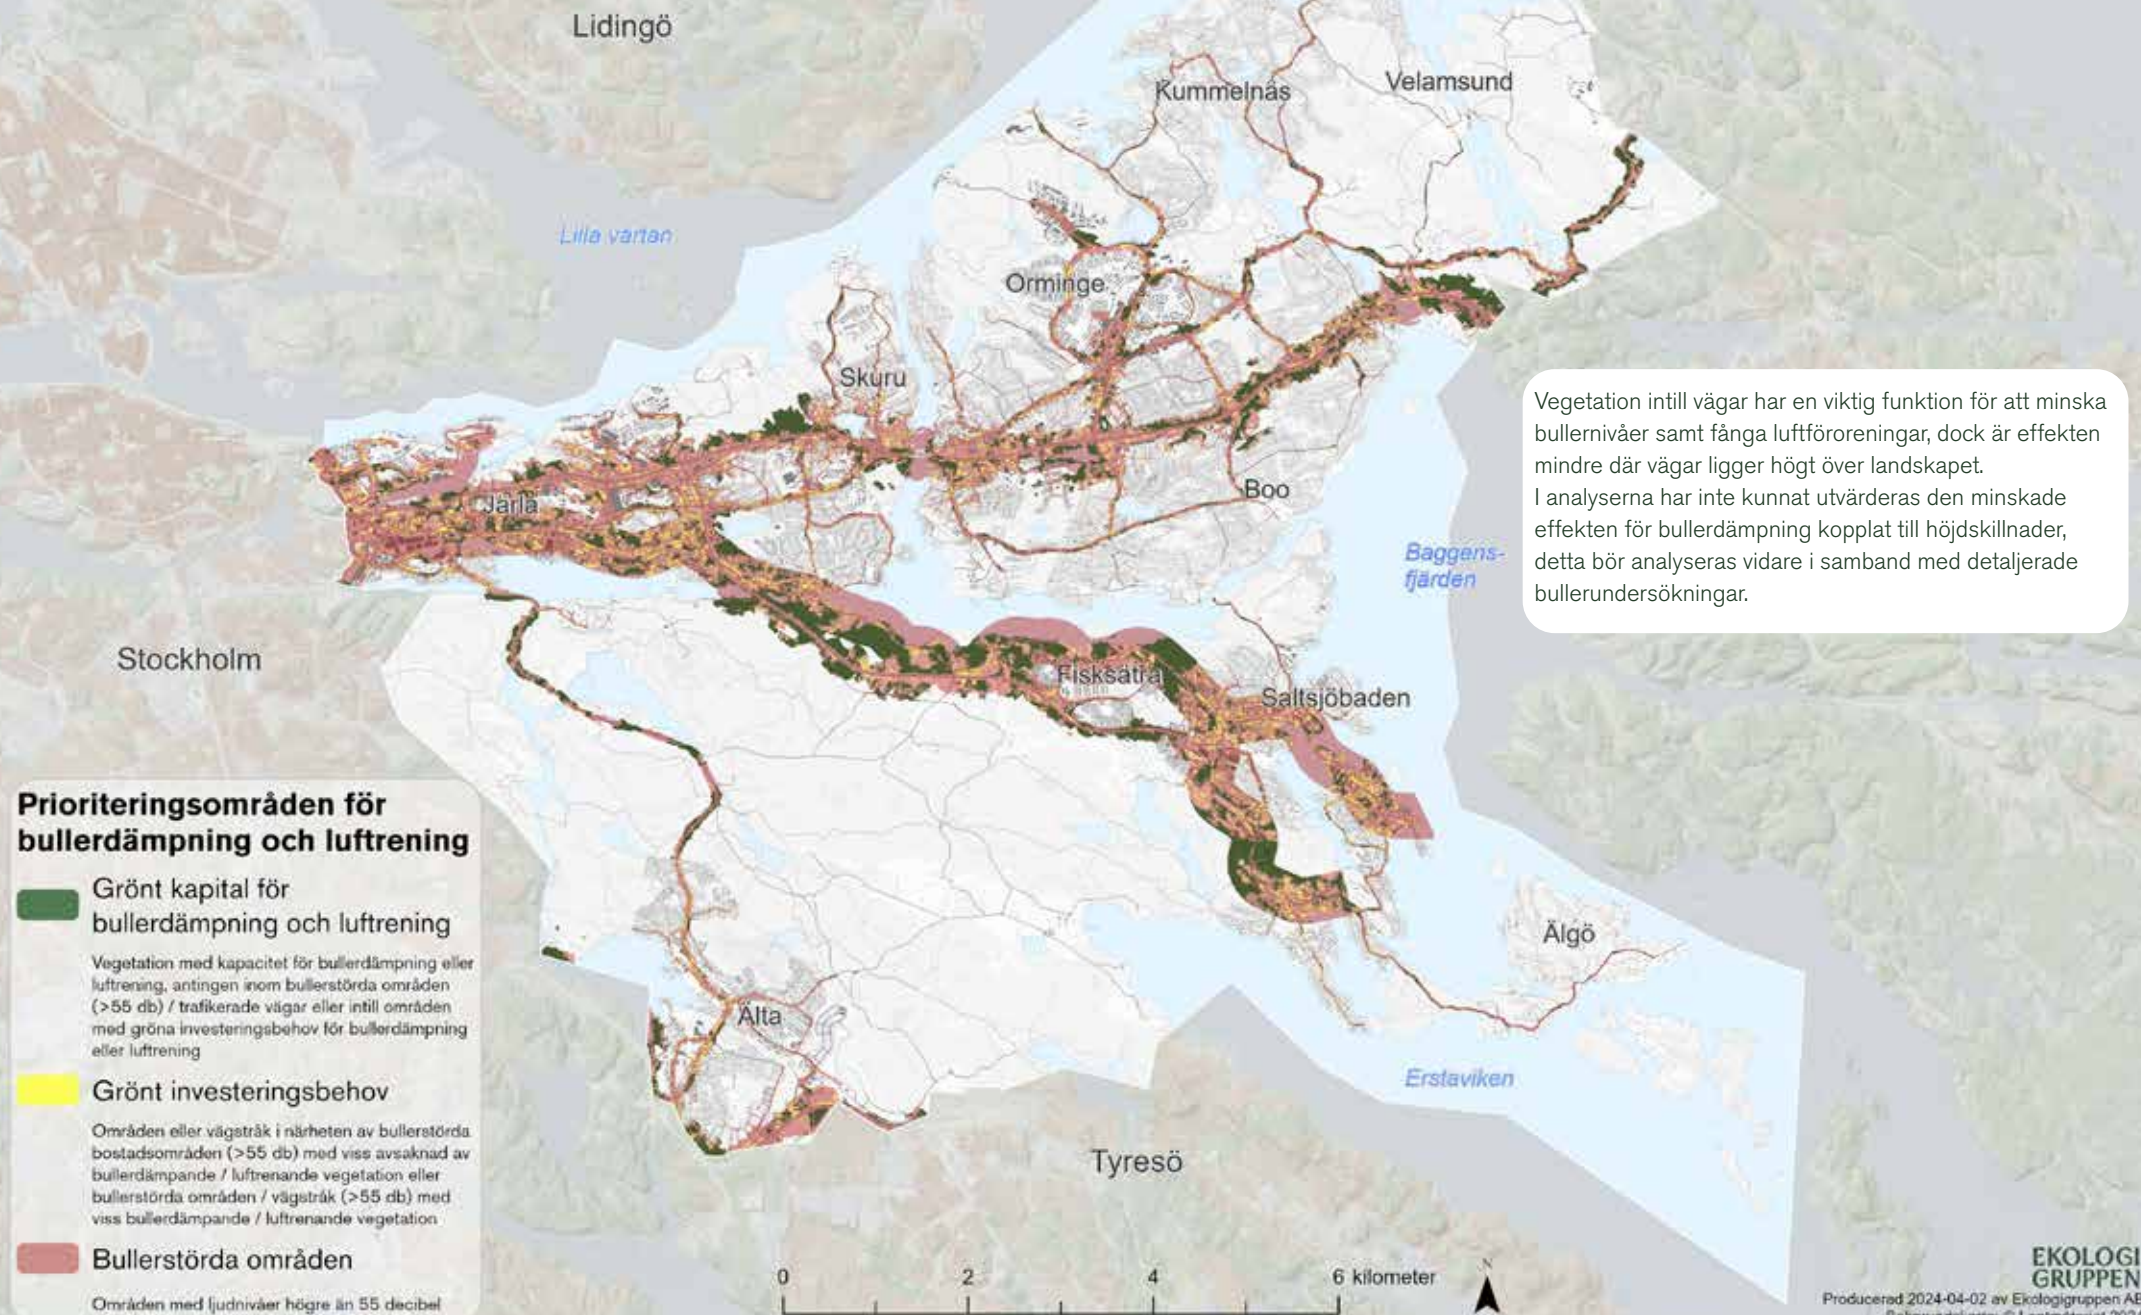 Lidingö
Kummelnäs
Velamsund
Lilla värtan
Orminge
Skuru
Vegetation intill vägar har en viktig funktion för att minska
bullernivåer samt fånga luftföroreningar, dock är effekten
mindre där vägar ligger högt över landskapet.
I analyserna har inte kunnat utvärderas den minskade
effekten för bullerdämpning kopplat till höjdskillnader,
detta bör analyseras vidare i samband med detaljerade
bullerundersökningar.
Järla
Boo
Baggens-
fjärden
Stockholm
Fisksätra
Saltsjöbaden
Prioriteringsområden för
bullerdämpning och luftrening
Grönt kapital för
bullerdämpning och luftrening
Vegetation med kapacitet för bullerdämpning eller
luftrening, antingen inom bullerstörda områden
(>55 db) / trafikerade vägar eller intill områden
med gröna investeringsbehov för bullerdämpning
eller luftrening
Grönt investeringsbehov
Områden eller vägstråk i närheten av bullerstörda
bostadsområden (>55 db) med viss avsaknad av
bullerdämpande / luftrenande vegetation eller
bullerstörda områden / vägstråk (>55 db) med
viss bullerdämpande / luftrenande vegetation
Bullerstörda områden
Områden med ljudnivåer högre än 55 decibel
Älgö
Älta
Erstaviken
Tyresö
0 2 4 6 kilometer
N
EKOLOGI
GRUPPEN
Producerad 2024-04-02 av Ekologigruppen AB